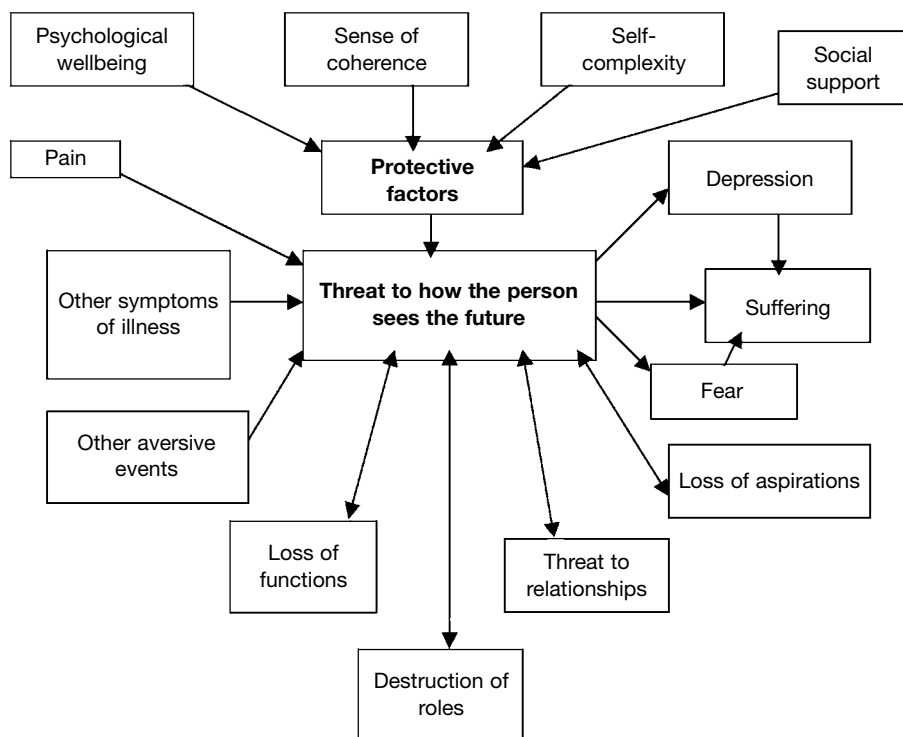 Psychological
wellbeing
Sense of
coherence
Self-
complexity
Social
support
Pain
Protective
factors
Depression
Other symptoms
of illness
Threat to how the person
sees the future
Suffering
Fear
Other aversive
events
Loss of aspirations
Loss of
functions
Threat to
relationships
Destruction of
roles